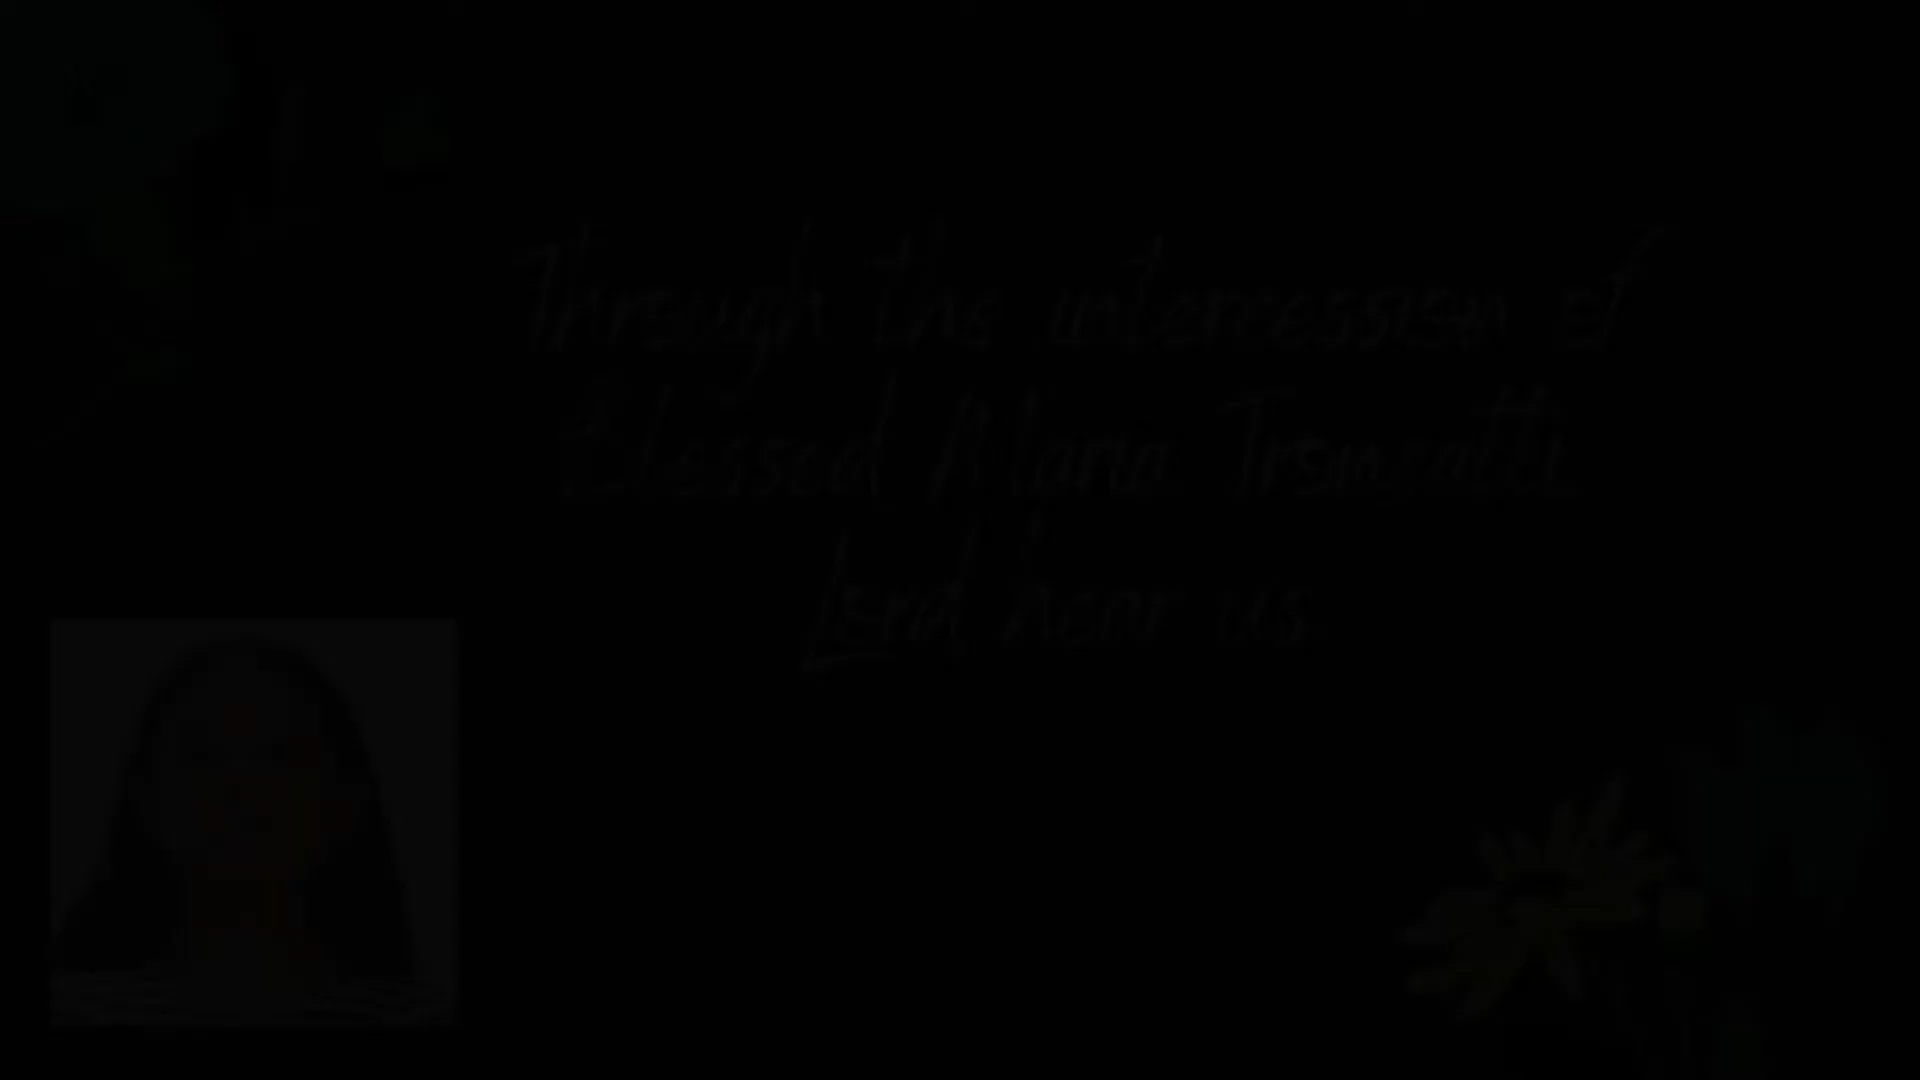 Through the intercession of
Blessed Maria Troncatti
Lord hear us